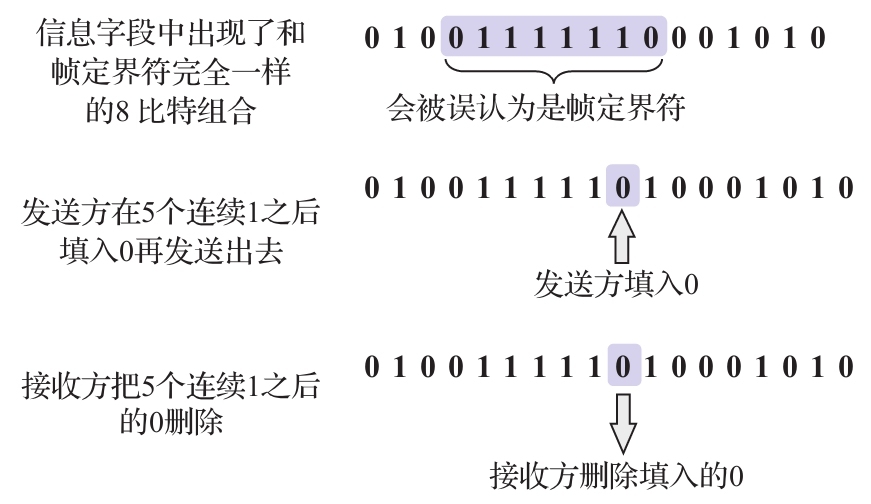 信息字段中出现了和
帧定界符完全一样
的8 比特组合
0 1 0 0 1 1 1 1 1 1 0 0 0 1 0 1 0
会被误认为是帧定界符
发送方在5个连续1之后
填入0再发送出去
0 1 0 0 1 1 1 1 1 0 1 0 0 0 1 0 1 0
发送方填入0
接收方把5个连续1之后
的0删除
0 1 0 0 1 1 1 1 1 0 1 0 0 0 1 0 1 0
接收方删除填入的0